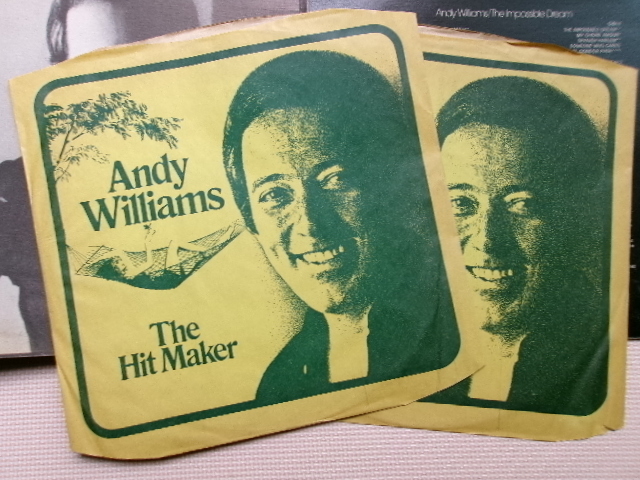 Andy Williams/The Impossible Dream
Andy
Williams
The
Hit Maker